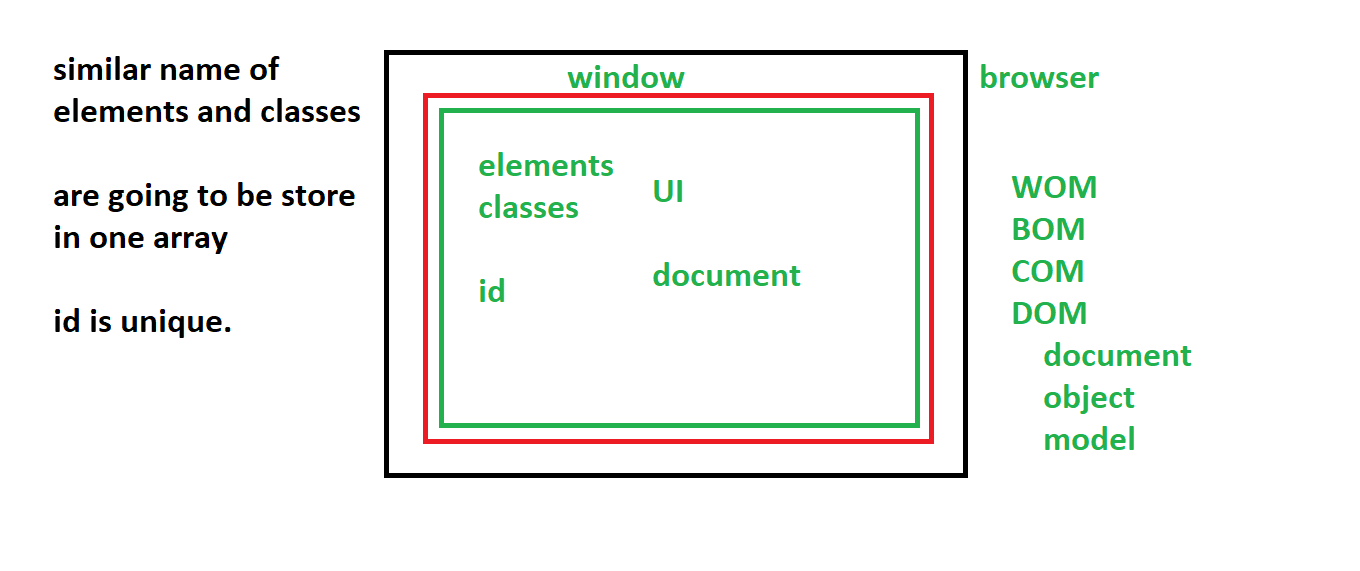 similar name of
elements and classes
are going to be store
in one array
id is unique.
window
elements
classes
UI
id
document
browser
WOM
BOM
COM
DOM
document
object
model